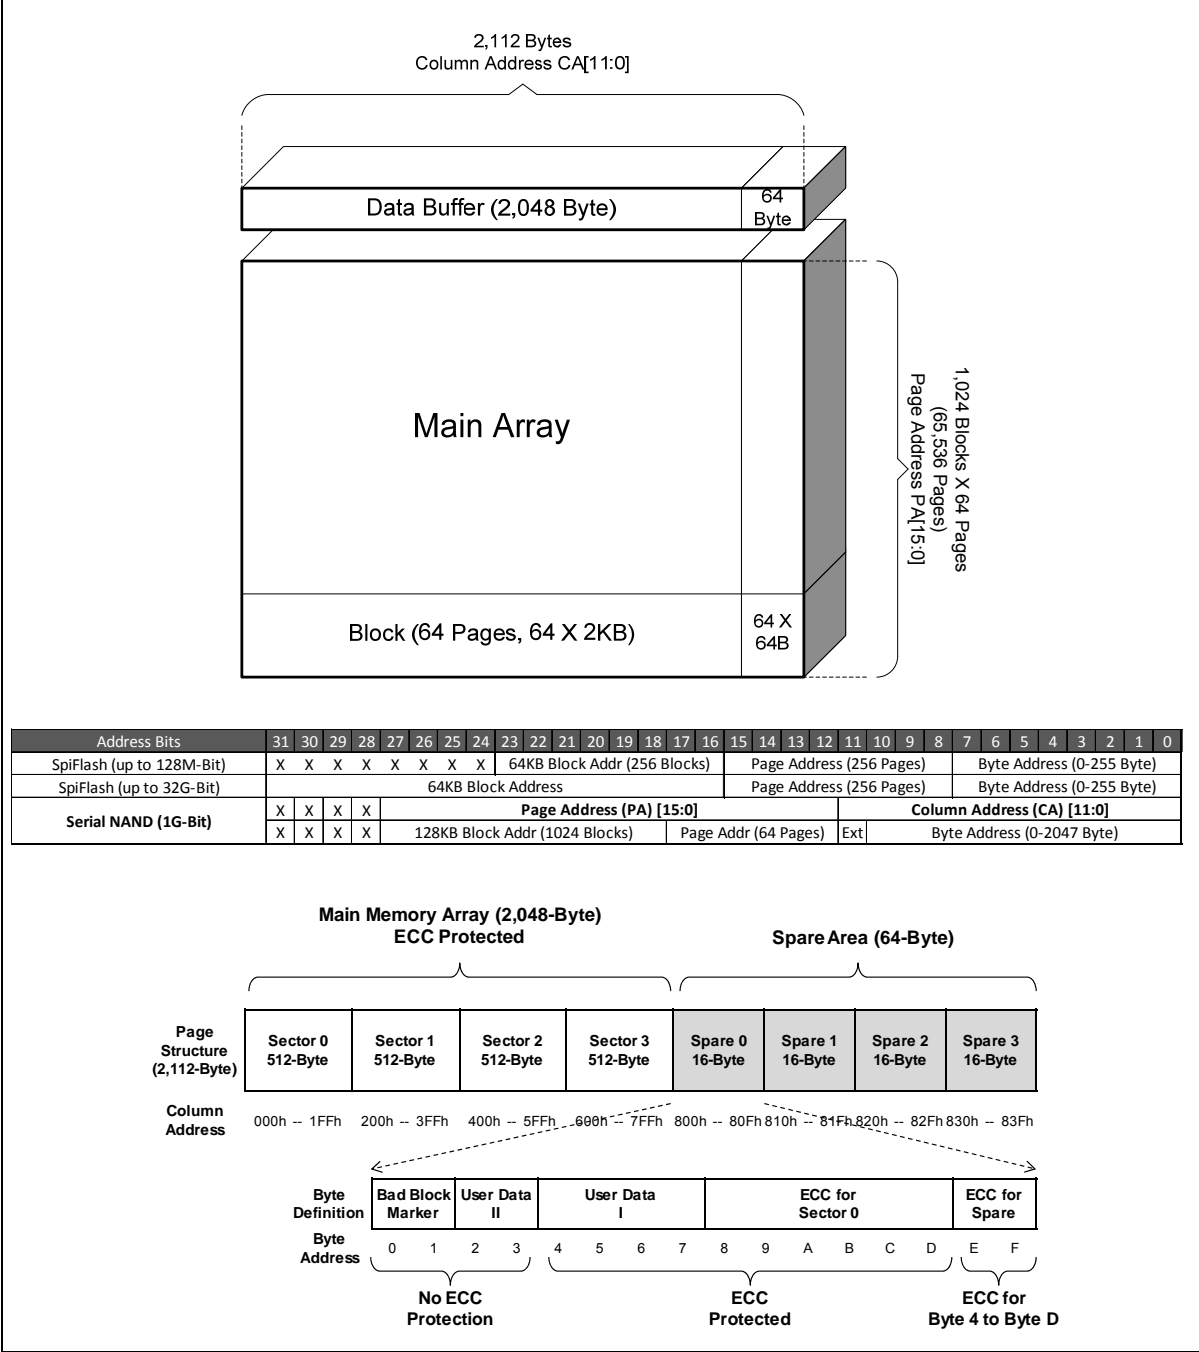 2,112 Bytes
Column Address CA[11:0]
Data Buffer (2,048 Byte)
64
Byte
Main Array
1,024 Blocks X 64 Pages
(65,536 Pages)
Page Address PA[15:0]
Block (64 Pages, 64 X 2KB)
64 X
64B
Address Bits 31 30 29 28 27 26 25 24 23 22 21 20 19 18 17 16 15 14 13 12 11 10 9 8 7 6 5 4 3 2 1 0
SpiFlash (up to 128M-Bit) X X X X X X X X 64KB Block Addr (256 Blocks) Page Address (256 Pages) Byte Address (0-255 Byte)
SpiFlash (up to 32G-Bit) 64KB Block Address Page Address (256 Pages) Byte Address (0-255 Byte)
Serial NAND (1G-Bit)
X X X X Page Address (PA) [15:0] Column Address (CA) [11:0]
X X X X 128KB Block Addr (1024 Blocks) Page Addr (64 Pages) Ext Byte Address (0-2047 Byte)
Main Memory Array (2,048-Byte)
ECC Protected
Spare Area (64-Byte)
Page
Structure
(2,112-Byte)
Sector 0
512-Byte
Sector 1
512-Byte
Sector 2
512-Byte
Sector 3
512-Byte
Spare 0
16-Byte
Spare 1
16-Byte
Spare 2
16-Byte
Spare 3
16-Byte
Column
Address
000h -- 1FFh 200h -- 3FFh 400h -- 5FFh 600h -- 7FFh 800h -- 80Fh 810h -- 81Fh 820h -- 82Fh 830h -- 83Fh
Byte
Definition
Bad Block
Marker
User Data
II
User Data
I
ECC for
Sector 0
ECC for
Spare
Byte
Address
0 1 2 3 4 5 6 7 8 9 A B C D E F
No ECC
Protection
ECC
Protected
ECC for
Byte 4 to Byte D